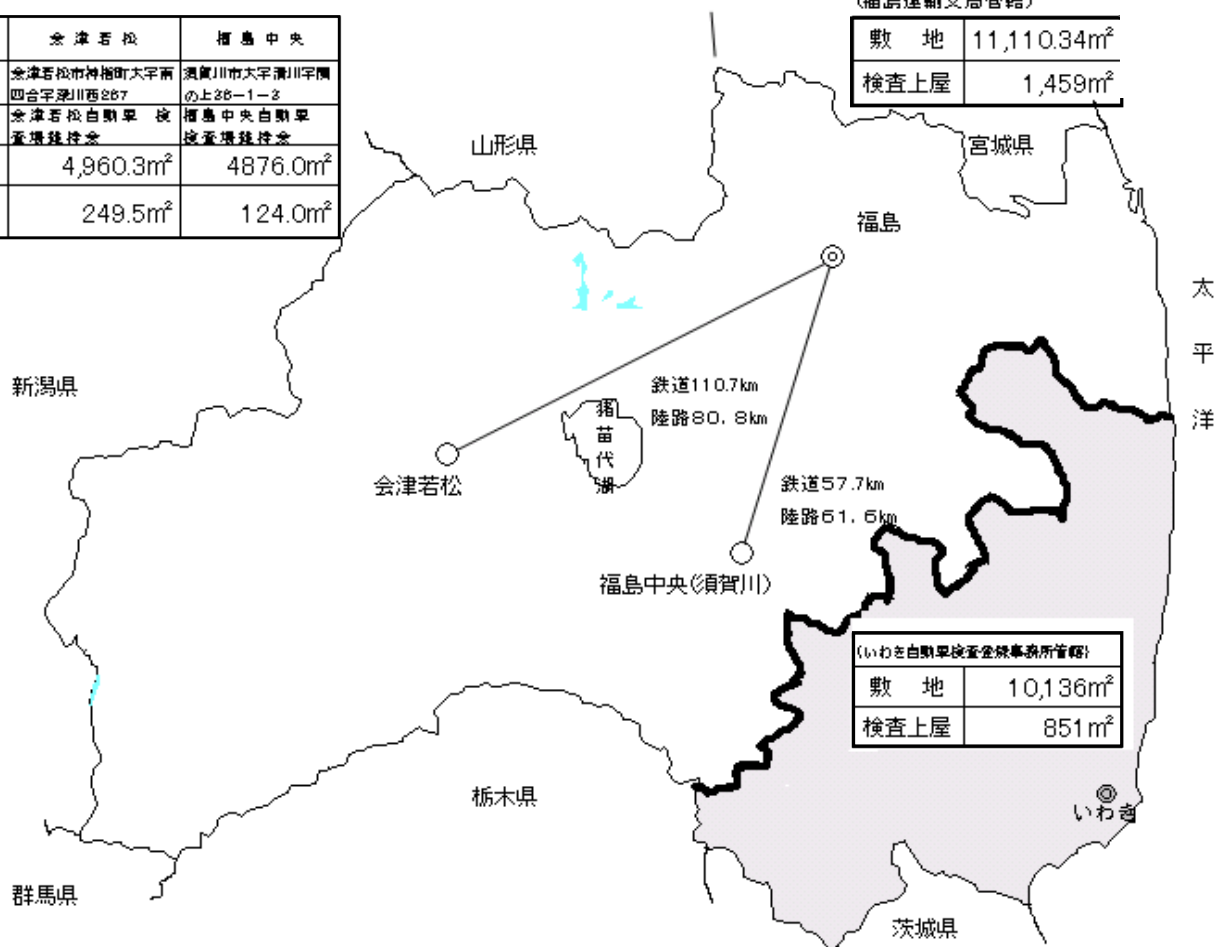 (福島運輸支局管轄)
敷 地 11,110.34m²
検査上屋 1,459m²
会津若松 福島中央
会津若松市神指町大字南四合字深川西267
須賀川市大字滑川字関の上36-1-3
会津若松自動車 検査場維持会
福島中央自動車検査場維持会
4,960.3m² 4876.0m²
249.5m² 124.0m²
山形県
宮城県
福島
太平洋
新潟県
鉄道110.7km
陸路80.8km
猪苗代湖
会津若松
鉄道57.7km
陸路61.6km
福島中央(須賀川)
(いわき自動車検査登録事務所管轄)
敷 地 10,136m²
検査上屋 851m²
栃木県
いわき
群馬県
茨城県